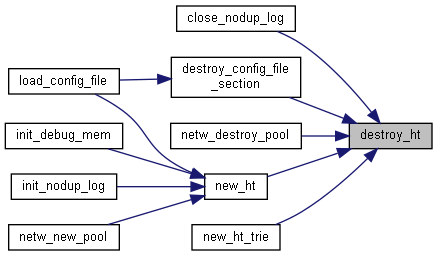 close_nodup_log
load_config_file
destroy_config_file
_section
init_debug_mem
netw_destroy_pool
destroy_ht
init_nodup_log
new_ht
netw_new_pool
new_ht_trie